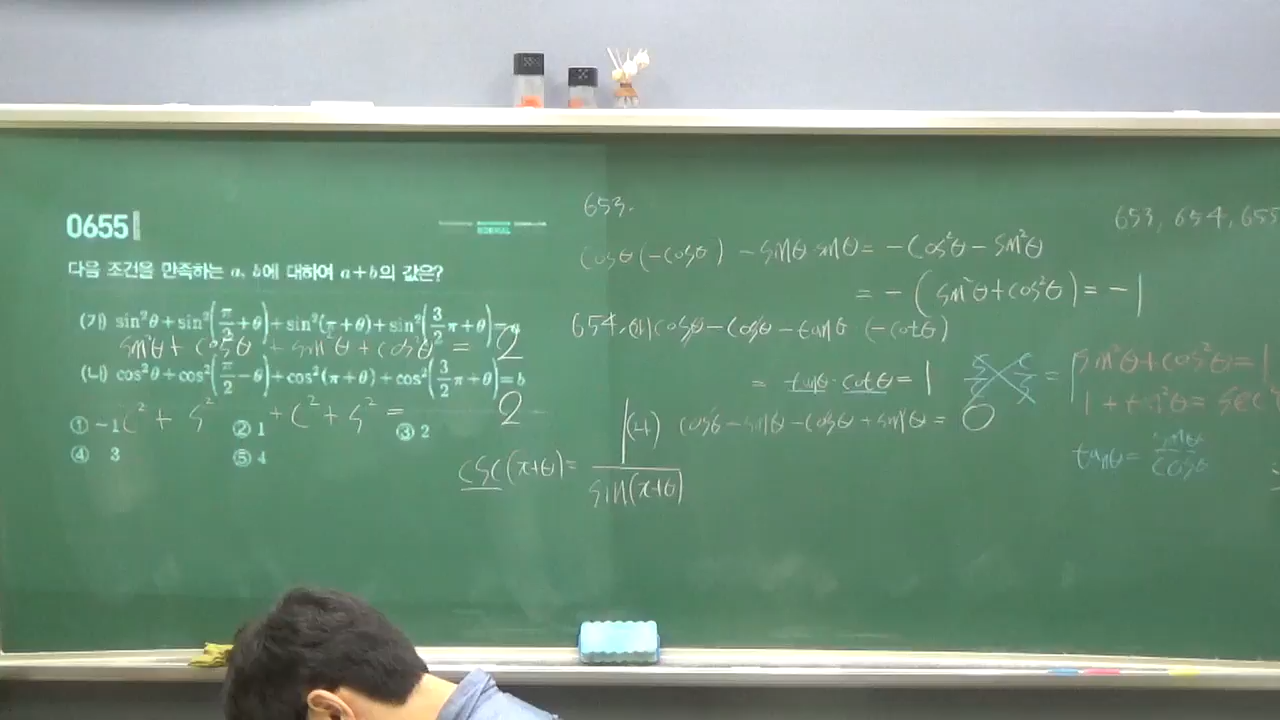 0655
다음 조건을 만족하는 a, b에 대하여 a+b의 값은?
(가) sin²θ+sin²(π/2+θ)+sin²(π+θ)+sin²(3/2π+θ)=a
sin²θ + cos²θ + sin²θ + cos²θ = 2
(나) cos²θ+cos²(π/2-θ)+cos²(π+θ)+cos²(3/2π+θ)=b
C² + S² + C² + S² = 2
① -1 ② 1 ③ 2
④ 3 ⑤ 4
csc(π+θ)= 1/sin(π+θ)
653.
cosθ(-cosθ) - sinθ·sinθ = -cos²θ - sin²θ
= -(sin²θ+cos²θ) = -1
654. (가) cosθ - cosθ - tanθ·(-cotθ)
= tanθ·cotθ = 1
(나) cosθ - sinθ - cosθ + sinθ = 0
653, 654, 655
sin²θ+cos²θ=1
1+tan²θ= sec²
tanθ= sinθ/cosθ